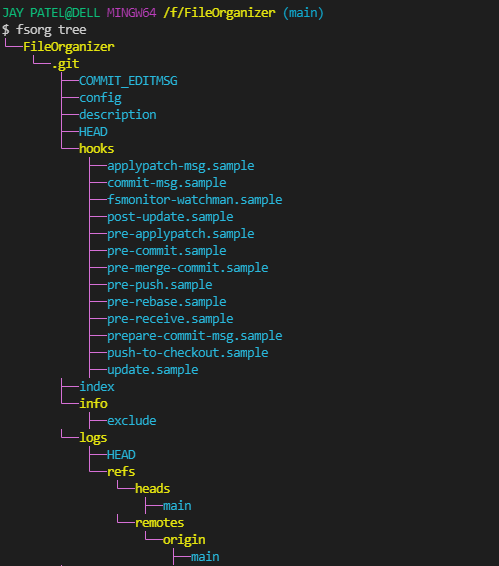 JAY PATEL@DELL MINGW64 /f/FileOrganizer (main)
$ fsorg tree
└──FileOrganizer
└──.git
├──COMMIT_EDITMSG
├──config
├──description
├──HEAD
└──hooks
├──applypatch-msg.sample
├──commit-msg.sample
├──fsmonitor-watchman.sample
├──post-update.sample
├──pre-applypatch.sample
├──pre-commit.sample
├──pre-merge-commit.sample
├──pre-push.sample
├──pre-rebase.sample
├──pre-receive.sample
├──prepare-commit-msg.sample
├──push-to-checkout.sample
├──update.sample
├──index
└──info
├──exclude
└──logs
├──HEAD
└──refs
└──heads
├──main
└──remotes
└──origin
├──main